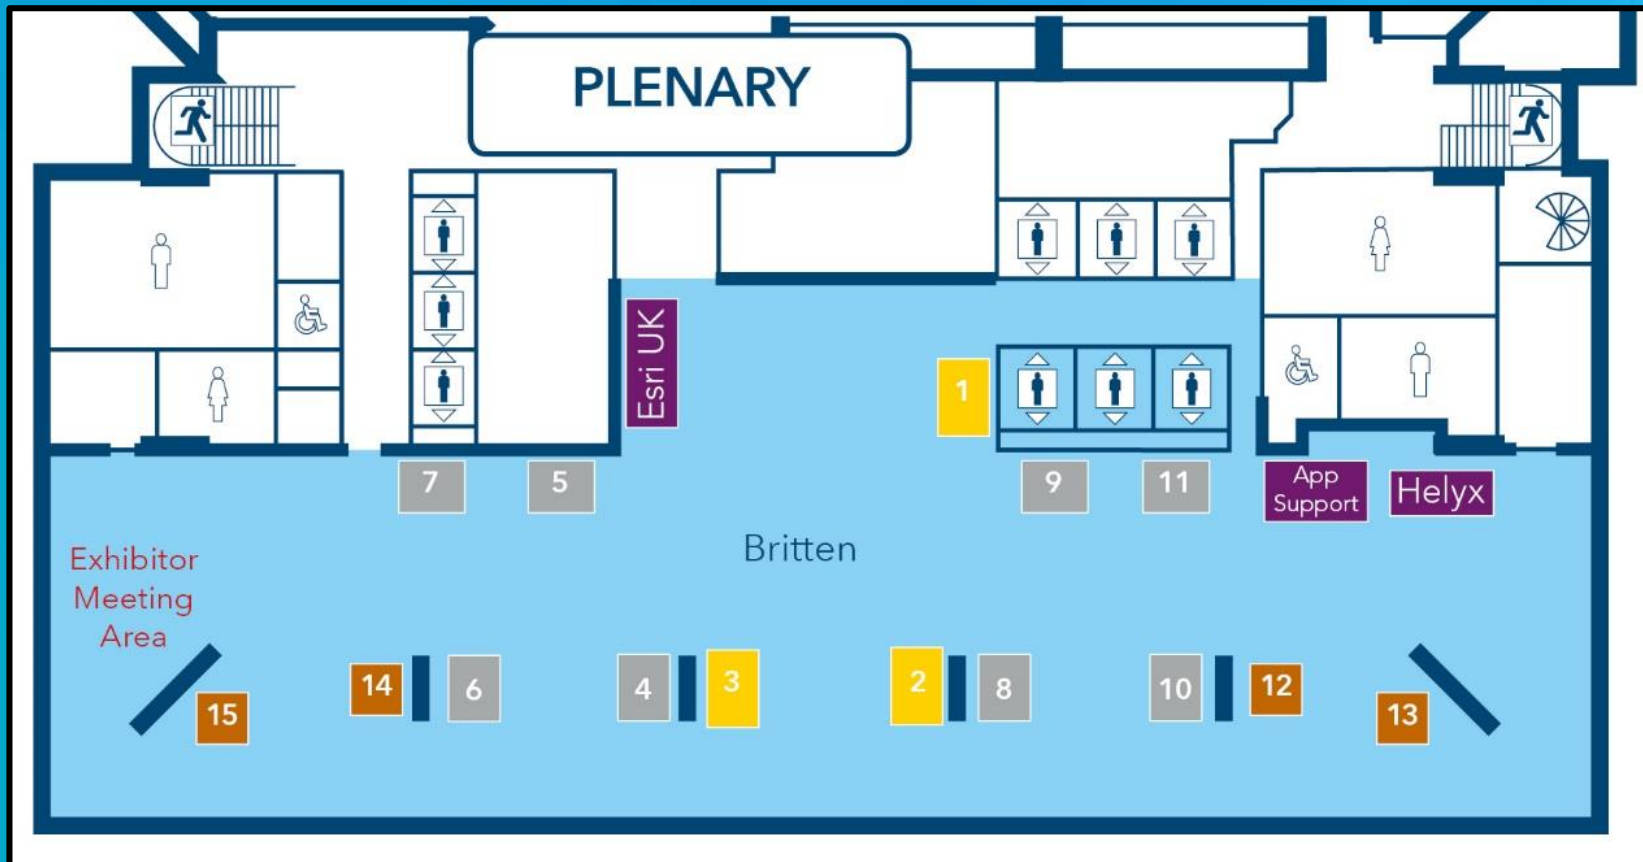 PLENARY
Esri UK
1
7
5
9
11
App
Support
Helyx
Britten
Exhibitor
Meeting
Area
15
14
6
4
3
2
8
10
12
13